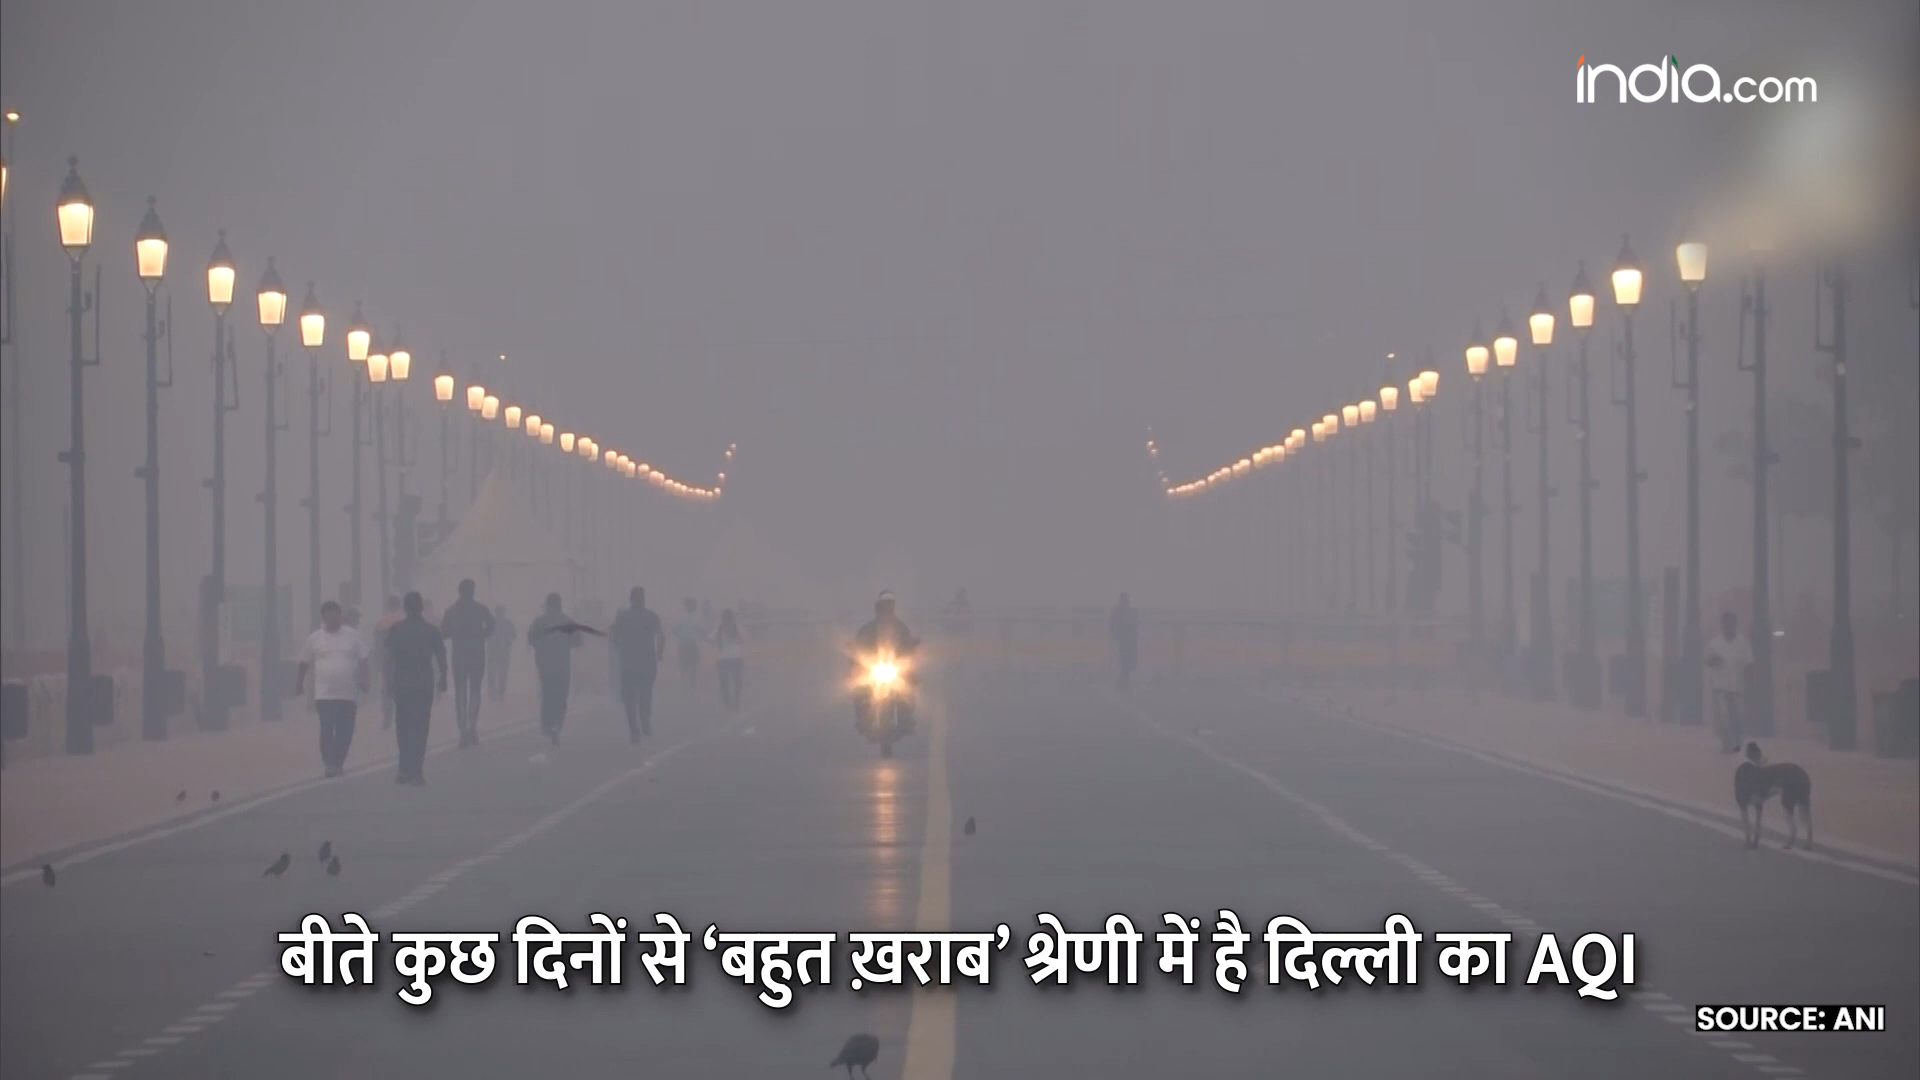 india.com
बीते कुछ दिनों से ‘बहुत ख़राब’ श्रेणी में है दिल्ली का AQI
SOURCE: ANI